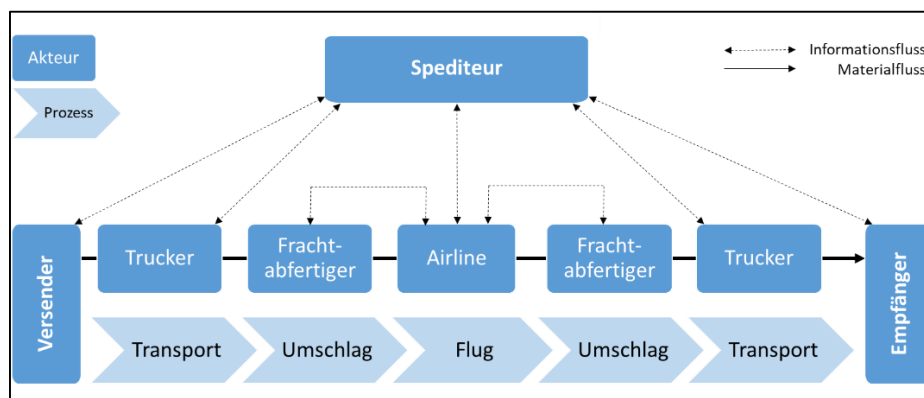 Akteur
Prozess
Spediteur
Informationsfluss
Materialfluss
Versender
Trucker
Fracht-
abfertiger
Airline
Fracht-
abfertiger
Trucker
Empfänger
Transport
Umschlag
Flug
Umschlag
Transport